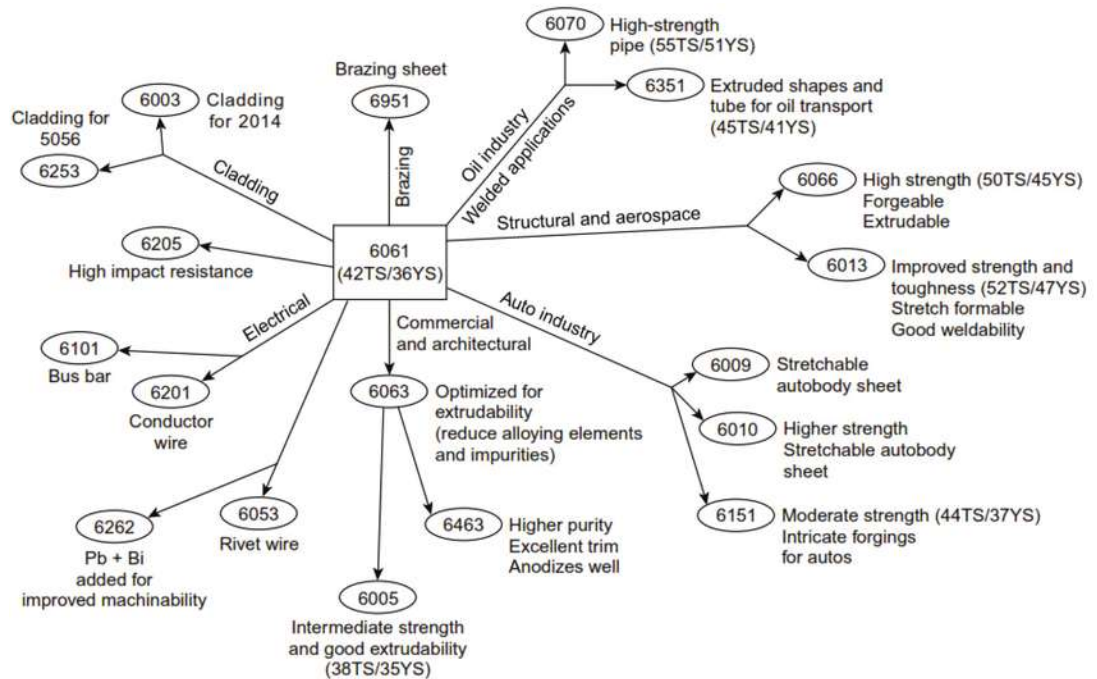 6070
High-strength
pipe (55TS/51YS)
Brazing sheet
6951
6351
Extruded shapes and
tube for oil transport
(45TS/41YS)
6003
Cladding
for 2014
Cladding for
5056
6253
Cladding
Brazing
Oil industry
Welded applications
6066
High strength (50TS/45YS)
Forgeable
Extrudable
Structural and aerospace
6205
High impact resistance
6061
(42TS/36YS)
6013
Improved strength and
toughness (52TS/47YS)
Stretch formable
Good weldability
Electrical
Commercial
and architectural
Auto industry
6101
Bus bar
6201
Conductor
wire
6063
Optimized for
extrudability
(reduce alloying elements
and impurities)
6009
Stretchable
autobody sheet
6010
Higher strength
Stretchable autobody
sheet
6262
Pb + Bi
added for
improved machinability
6053
Rivet wire
6463
Higher purity
Excellent trim
Anodizes well
6151
Moderate strength (44TS/37YS)
Intricate forgings
for autos
6005
Intermediate strength
and good extrudability
(38TS/35YS)